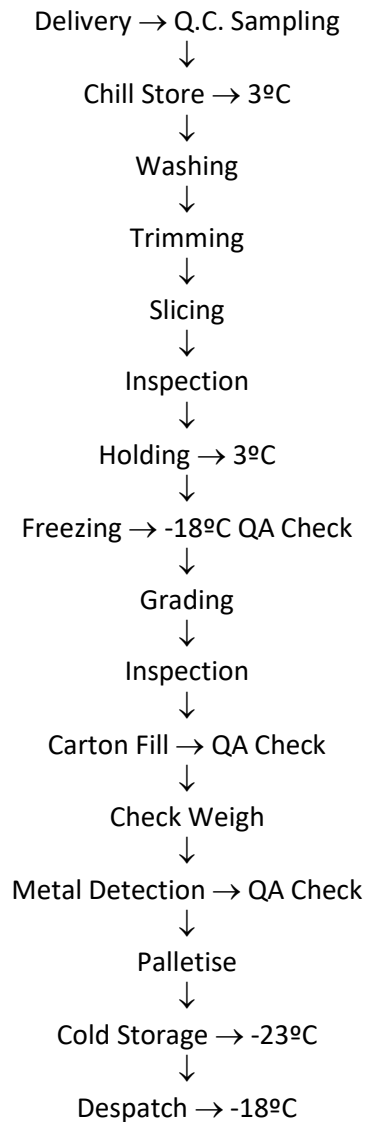 Delivery → Q.C. Sampling
↓
Chill Store → 3ºC
↓
Washing
↓
Trimming
↓
Slicing
↓
Inspection
↓
Holding → 3ºC
↓
Freezing → -18ºC QA Check
↓
Grading
↓
Inspection
↓
Carton Fill → QA Check
↓
Check Weigh
↓
Metal Detection → QA Check
↓
Palletise
↓
Cold Storage → -23ºC
↓
Despatch → -18ºC